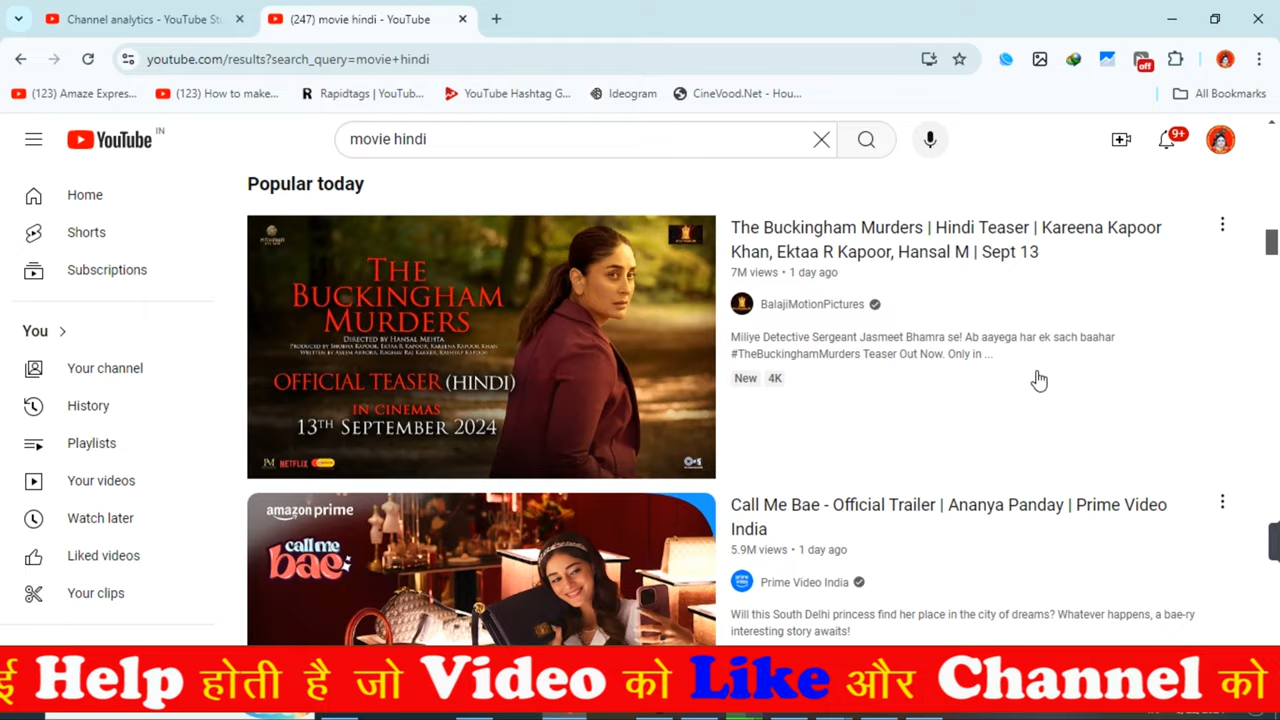 Channel analytics - YouTube Stu
(247) movie hindi - YouTube
youtube.com/results?search_query=movie+hindi
off
(123) Amaze Expres...
(123) How to make...
Rapidtags | YouTub...
YouTube Hashtag G...
Ideogram
CineVood.Net - Hou...
All Bookmarks
YouTube IN
movie hindi
9+
Home
Shorts
Subscriptions
You
Your channel
History
Playlists
Your videos
Watch later
Liked videos
Your clips
Popular today
THE
BUCKINGHAM
MURDERS
DIRECTED BY HANSAL MEHTA
OFFICIAL TEASER (HINDI)
IN CINEMAS
13TH SEPTEMBER 2024
NETFLIX
The Buckingham Murders | Hindi Teaser | Kareena Kapoor
Khan, Ektaa R Kapoor, Hansal M | Sept 13
7M views • 1 day ago
BalajiMotionPictures
Miliye Detective Sergeant Jasmeet Bhamra se! Ab aayega har ek sach baahar
#TheBuckinghamMurders Teaser Out Now. Only in ...
New 4K
amazon prime
call me
bae
Call Me Bae - Official Trailer | Ananya Panday | Prime Video
India
5.9M views • 1 day ago
prime video
Prime Video India
Will this South Delhi princess find her place in the city of dreams? Whatever happens, a bae-ry
interesting story awaits!
ई Help होती है जो Video को Like और Channel को